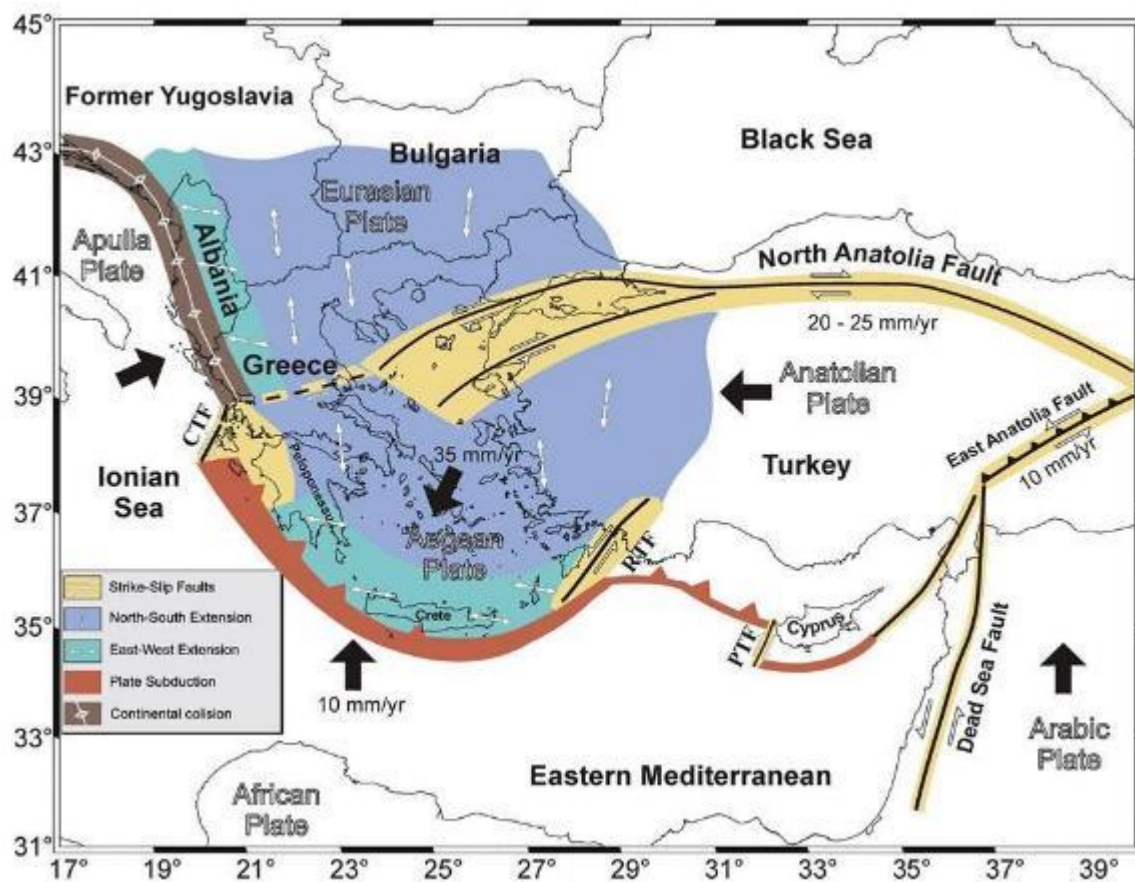 45°
43°
41°
39°
37°
35°
33°
31°
17°
19°
21°
23°
25°
27°
29°
31°
33°
35°
37°
39°
Former Yugoslavia
Bulgaria
Black Sea
Eurasian
Plate
Apulia
Plate
Albania
North Anatolia Fault
20 - 25 mm/yr
Greece
Anatolian
Plate
CTF
Ionian
Sea
Peloponessu
35 mm/yr
Turkey
East Anatolia Fault
10 mm/yr
Aegean
Plate
RTF
Crete
Cyprus
PTF
10 mm/yr
Dead Sea Fault
Arabic
Plate
Eastern Mediterranean
African
Plate
Strike-Slip Faults
North-South Extension
East-West Extension
Plate Subduction
Continental colision